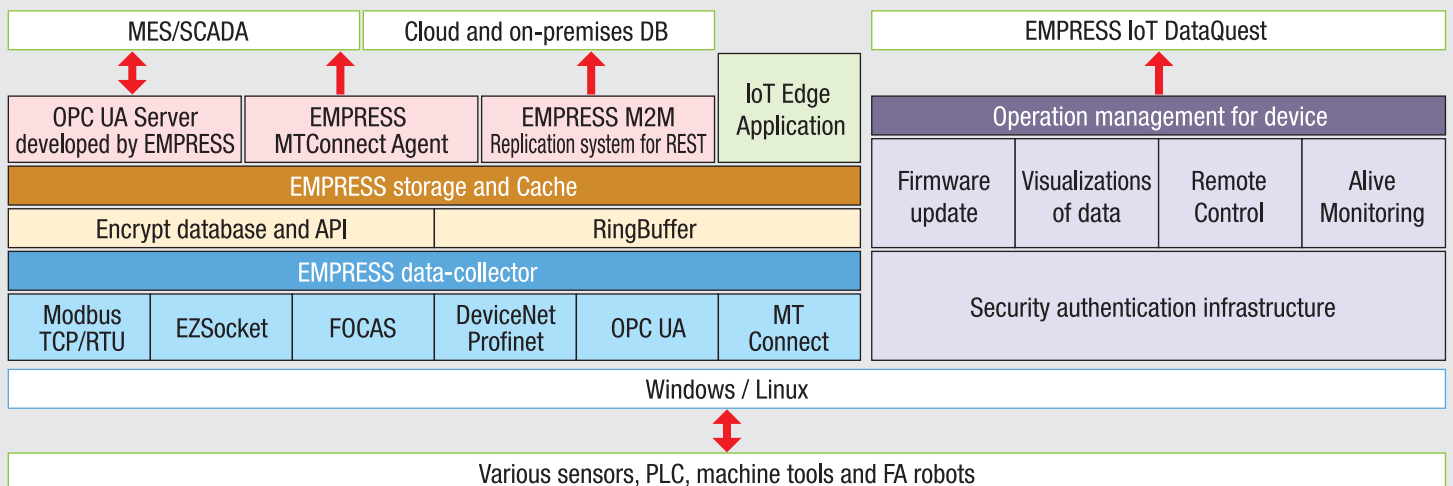 MES/SCADA
Cloud and on-premises DB
EMPRESS IoT DataQuest
OPC UA Server
developed by EMPRESS
EMPRESS
MTConnect Agent
EMPRESS M2M
Replication system for REST
IoT Edge
Application
Operation management for device
EMPRESS storage and Cache
Firmware
update
Visualizations
of data
Remote
Control
Alive
Monitoring
Encrypt database and API
RingBuffer
EMPRESS data-collector
Modbus
TCP/RTU
EZSocket
FOCAS
DeviceNet
Profinet
OPC UA
MT
Connect
Security authentication infrastructure
Windows / Linux
Various sensors, PLC, machine tools and FA robots